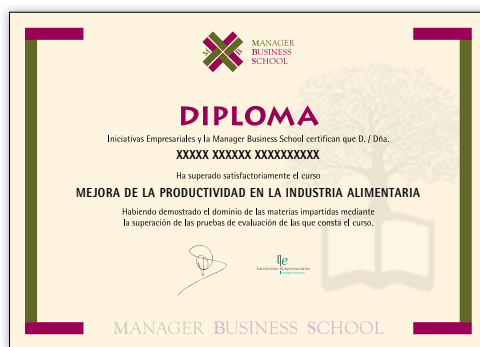 M B S
MANAGER
BUSINESS
SCHOOL
DIPLOMA
Iniciativas Empresariales y la Manager Business School certifican que D. / Dña.
XXXXX XXXXXX XXXXXXXXXX
Ha superado satisfactoriamente el curso
MEJORA DE LA PRODUCTIVIDAD EN LA INDUSTRIA ALIMENTARIA
Habiendo demostrado el dominio de las materias impartidas mediante
la superación de las pruebas de evaluación de las que consta el curso.
Iniciativas Empresariales
MANAGER BUSINESS SCHOOL